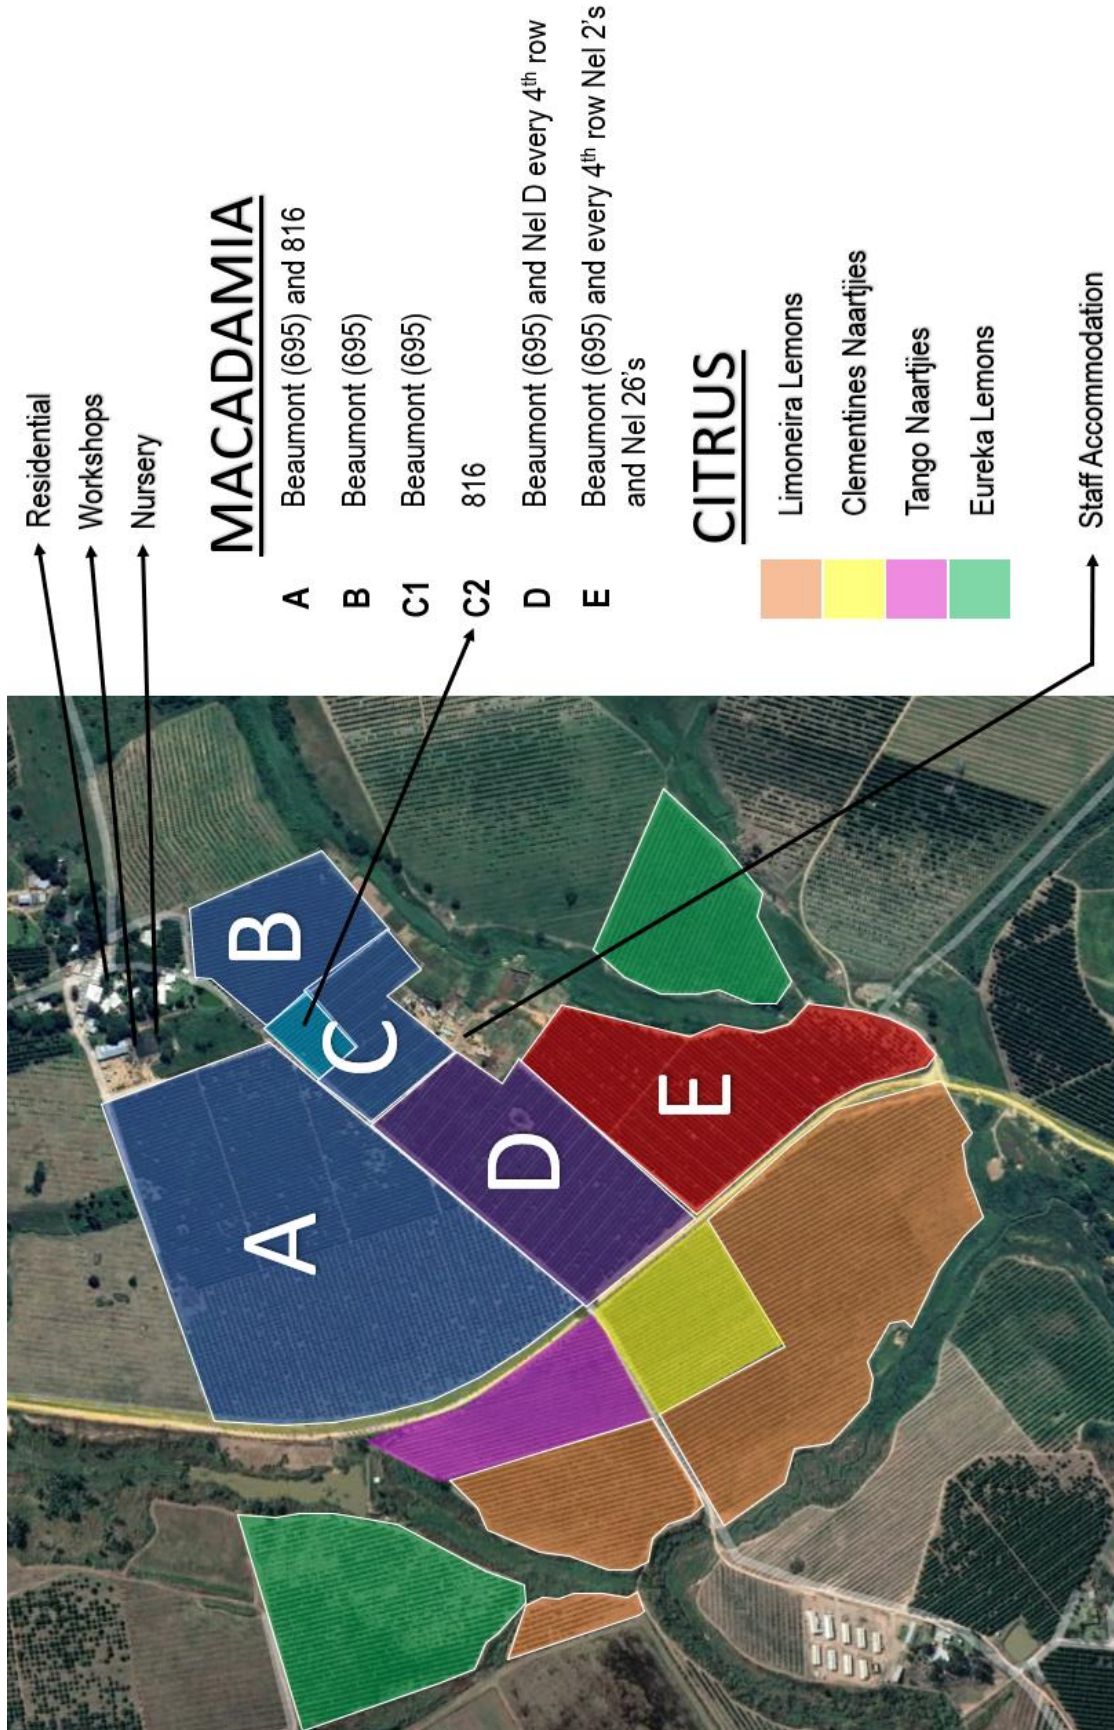 Residential
Workshops
Nursery
MACADAMIA
A Beaumont (695) and 816
B Beaumont (695)
C1 Beaumont (695)
C2 816
D Beaumont (695) and Nel D every 4th row
E Beaumont (695) and every 4th row Nel 2’s
and Nel 26’s
CITRUS
Limoneira Lemons
Clementines Naartjies
Tango Naartjies
Eureka Lemons
Staff Accommodation
A
B
C
D
E